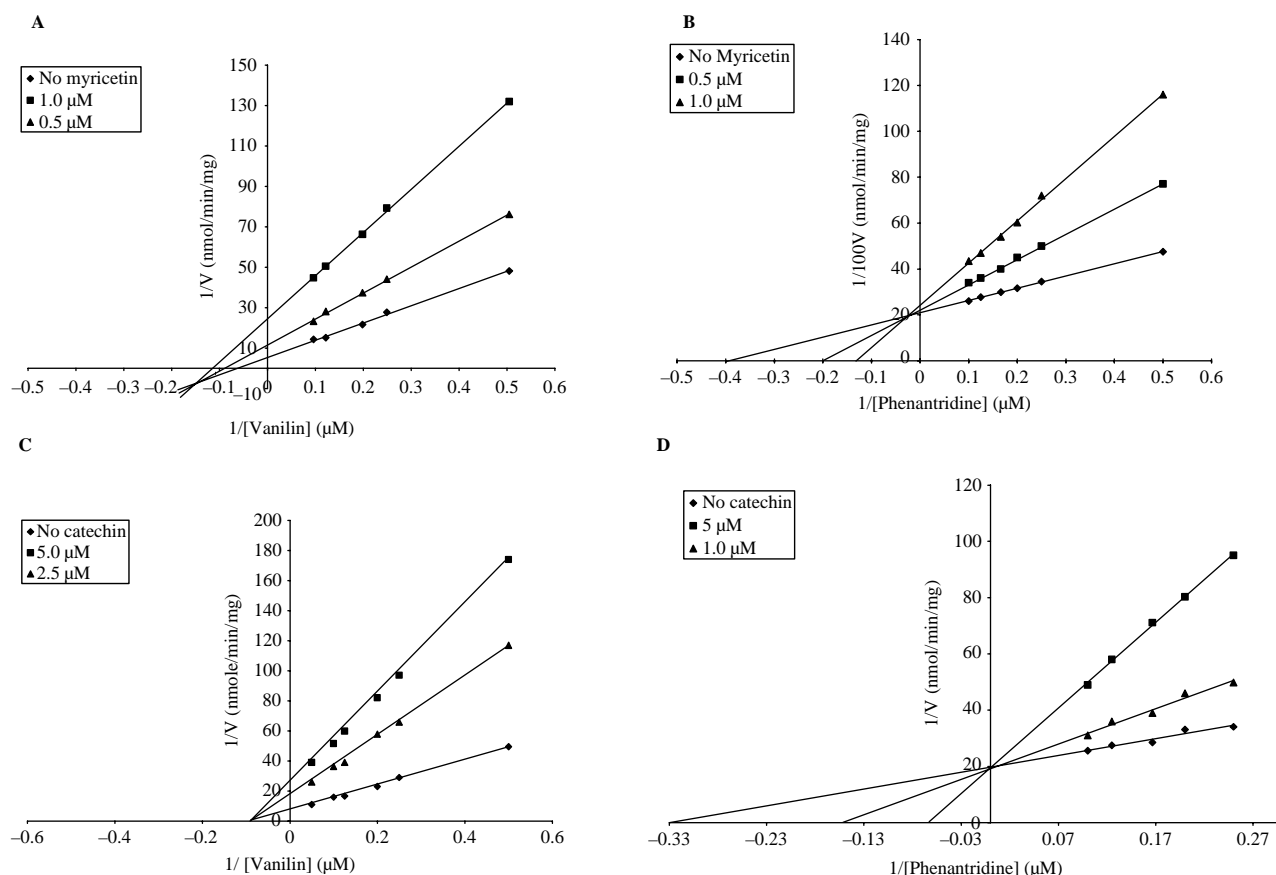 A
No myricetin
1.0 µM
0.5 µM
1/V (nmol/min/mg)
150
130
110
90
70
50
30
10
−10
−0.5 −0.4 −0.3 −0.2 −0.1 0 0.1 0.2 0.3 0.4 0.5 0.6
1/[Vanilin] (µM)
B
No Myricetin
0.5 µM
1.0 µM
1/100V (nmol/min/mg)
140
120
100
80
60
40
20
0
−0.5 −0.4 −0.3 −0.2 −0.1 0 0.1 0.2 0.3 0.4 0.5 0.6
1/[Phenantridine] (µM)
C
No catechin
5.0 µM
2.5 µM
1/V (nmole/min/mg)
200
180
160
140
120
100
80
60
40
20
0
−0.6 −0.4 −0.2 0 0.2 0.4 0.6
1/ [Vanilin] (µM)
D
No catechin
5 µM
1.0 µM
1/V (nmol/min/mg)
120
100
80
60
40
20
0
−0.33 −0.23 −0.13 −0.03 0.07 0.17 0.27
1/[Phenantridine] (µM)